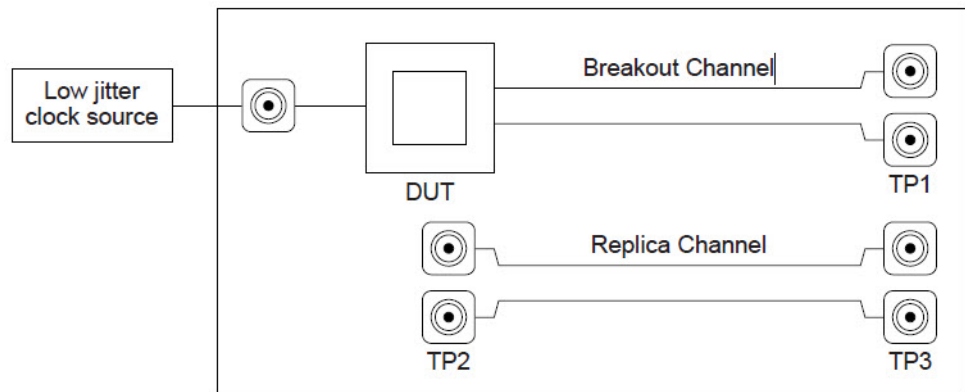 Low jitter
clock source
Breakout Channel
DUT
TP1
Replica Channel
TP2
TP3